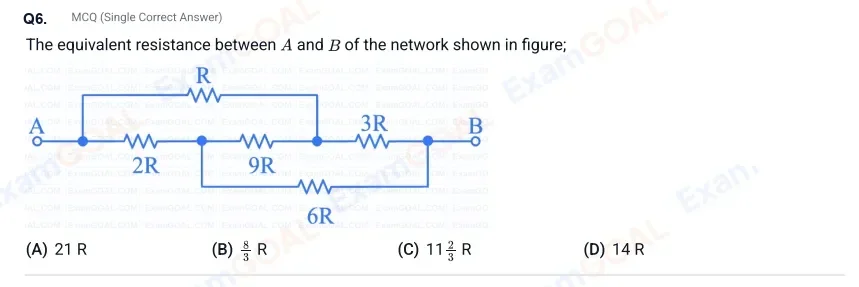 Q6. MCQ (Single Correct Answer)
The equivalent resistance between A and B of the network shown in figure;
R
A 3R B
2R 9R
6R
(A) 21 R (B) 8/3 R (C) 11 2/3 R (D) 14 R
ExamGOAL